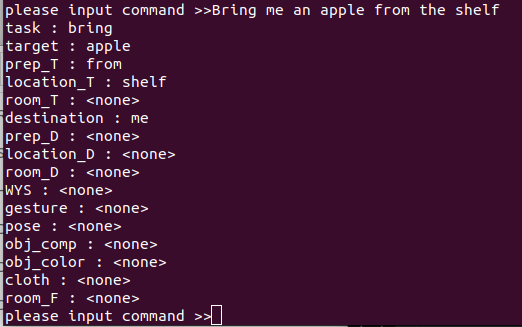 please input command >>Bring me an apple from the shelf
task : bring
target : apple
prep_T : from
location_T : shelf
room_T : <none>
destination : me
prep_D : <none>
location_D : <none>
room_D : <none>
WYS : <none>
gesture : <none>
pose : <none>
obj_comp : <none>
obj_color : <none>
cloth : <none>
room_F : <none>
please input command >>